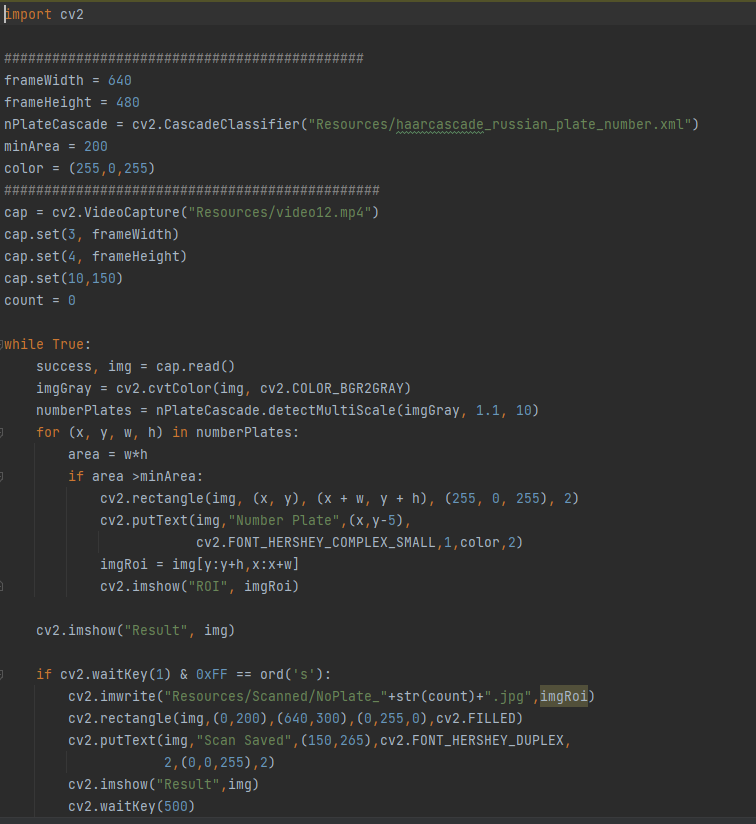 import cv2

#############################################
frameWidth = 640
frameHeight = 480
nPlateCascade = cv2.CascadeClassifier("Resources/haarcascade_russian_plate_number.xml")
minArea = 200
color = (255,0,255)
###############################################
cap = cv2.VideoCapture("Resources/video12.mp4")
cap.set(3, frameWidth)
cap.set(4, frameHeight)
cap.set(10,150)
count = 0

while True:
    success, img = cap.read()
    imgGray = cv2.cvtColor(img, cv2.COLOR_BGR2GRAY)
    numberPlates = nPlateCascade.detectMultiScale(imgGray, 1.1, 10)
    for (x, y, w, h) in numberPlates:
        area = w*h
        if area >minArea:
            cv2.rectangle(img, (x, y), (x + w, y + h), (255, 0, 255), 2)
            cv2.putText(img,"Number Plate",(x,y-5),
                        cv2.FONT_HERSHEY_COMPLEX_SMALL,1,color,2)
            imgRoi = img[y:y+h,x:x+w]
            cv2.imshow("ROI", imgRoi)

    cv2.imshow("Result", img)

    if cv2.waitKey(1) & 0xFF == ord('s'):
        cv2.imwrite("Resources/Scanned/NoPlate_"+str(count)+".jpg",imgRoi)
        cv2.rectangle(img,(0,200),(640,300),(0,255,0),cv2.FILLED)
        cv2.putText(img,"Scan Saved",(150,265),cv2.FONT_HERSHEY_DUPLEX,
                    2,(0,0,255),2)
        cv2.imshow("Result",img)
        cv2.waitKey(500)